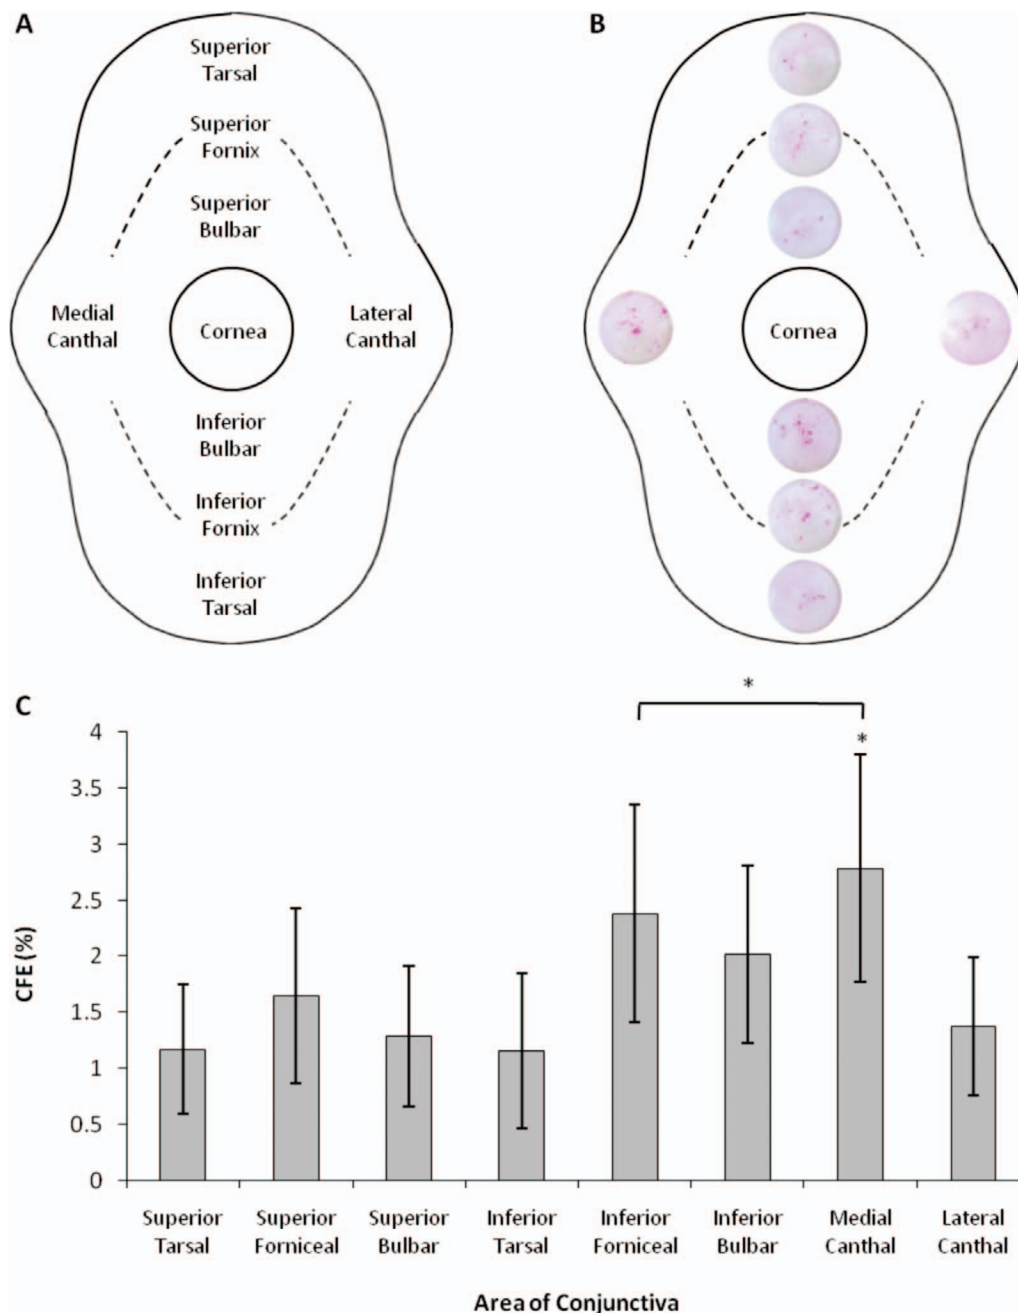 A
Superior
Tarsal
Superior
Fornix
Superior
Bulbar
Medial
Canthal
Cornea
Lateral
Canthal
Inferior
Bulbar
Inferior
Fornix
Inferior
Tarsal
B
Cornea
C
*
*
4
3.5
3
2.5
2
1.5
1
0.5
0
CFE (%)
Superior
Tarsal
Superior
Forniceal
Superior
Bulbar
Inferior
Tarsal
Inferior
Forniceal
Inferior
Bulbar
Medial
Canthal
Lateral
Canthal
Area of Conjunctiva